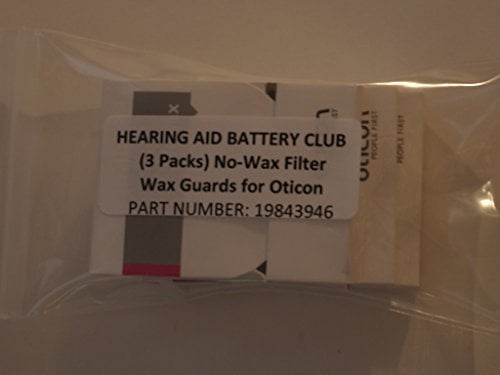 HEARING AID BATTERY CLUB
(3 Packs) No-Wax Filter
Wax Guards for Oticon
PART NUMBER: 19843946
x
oticon
PEOPLE FIRST
PEOPLE FIRST